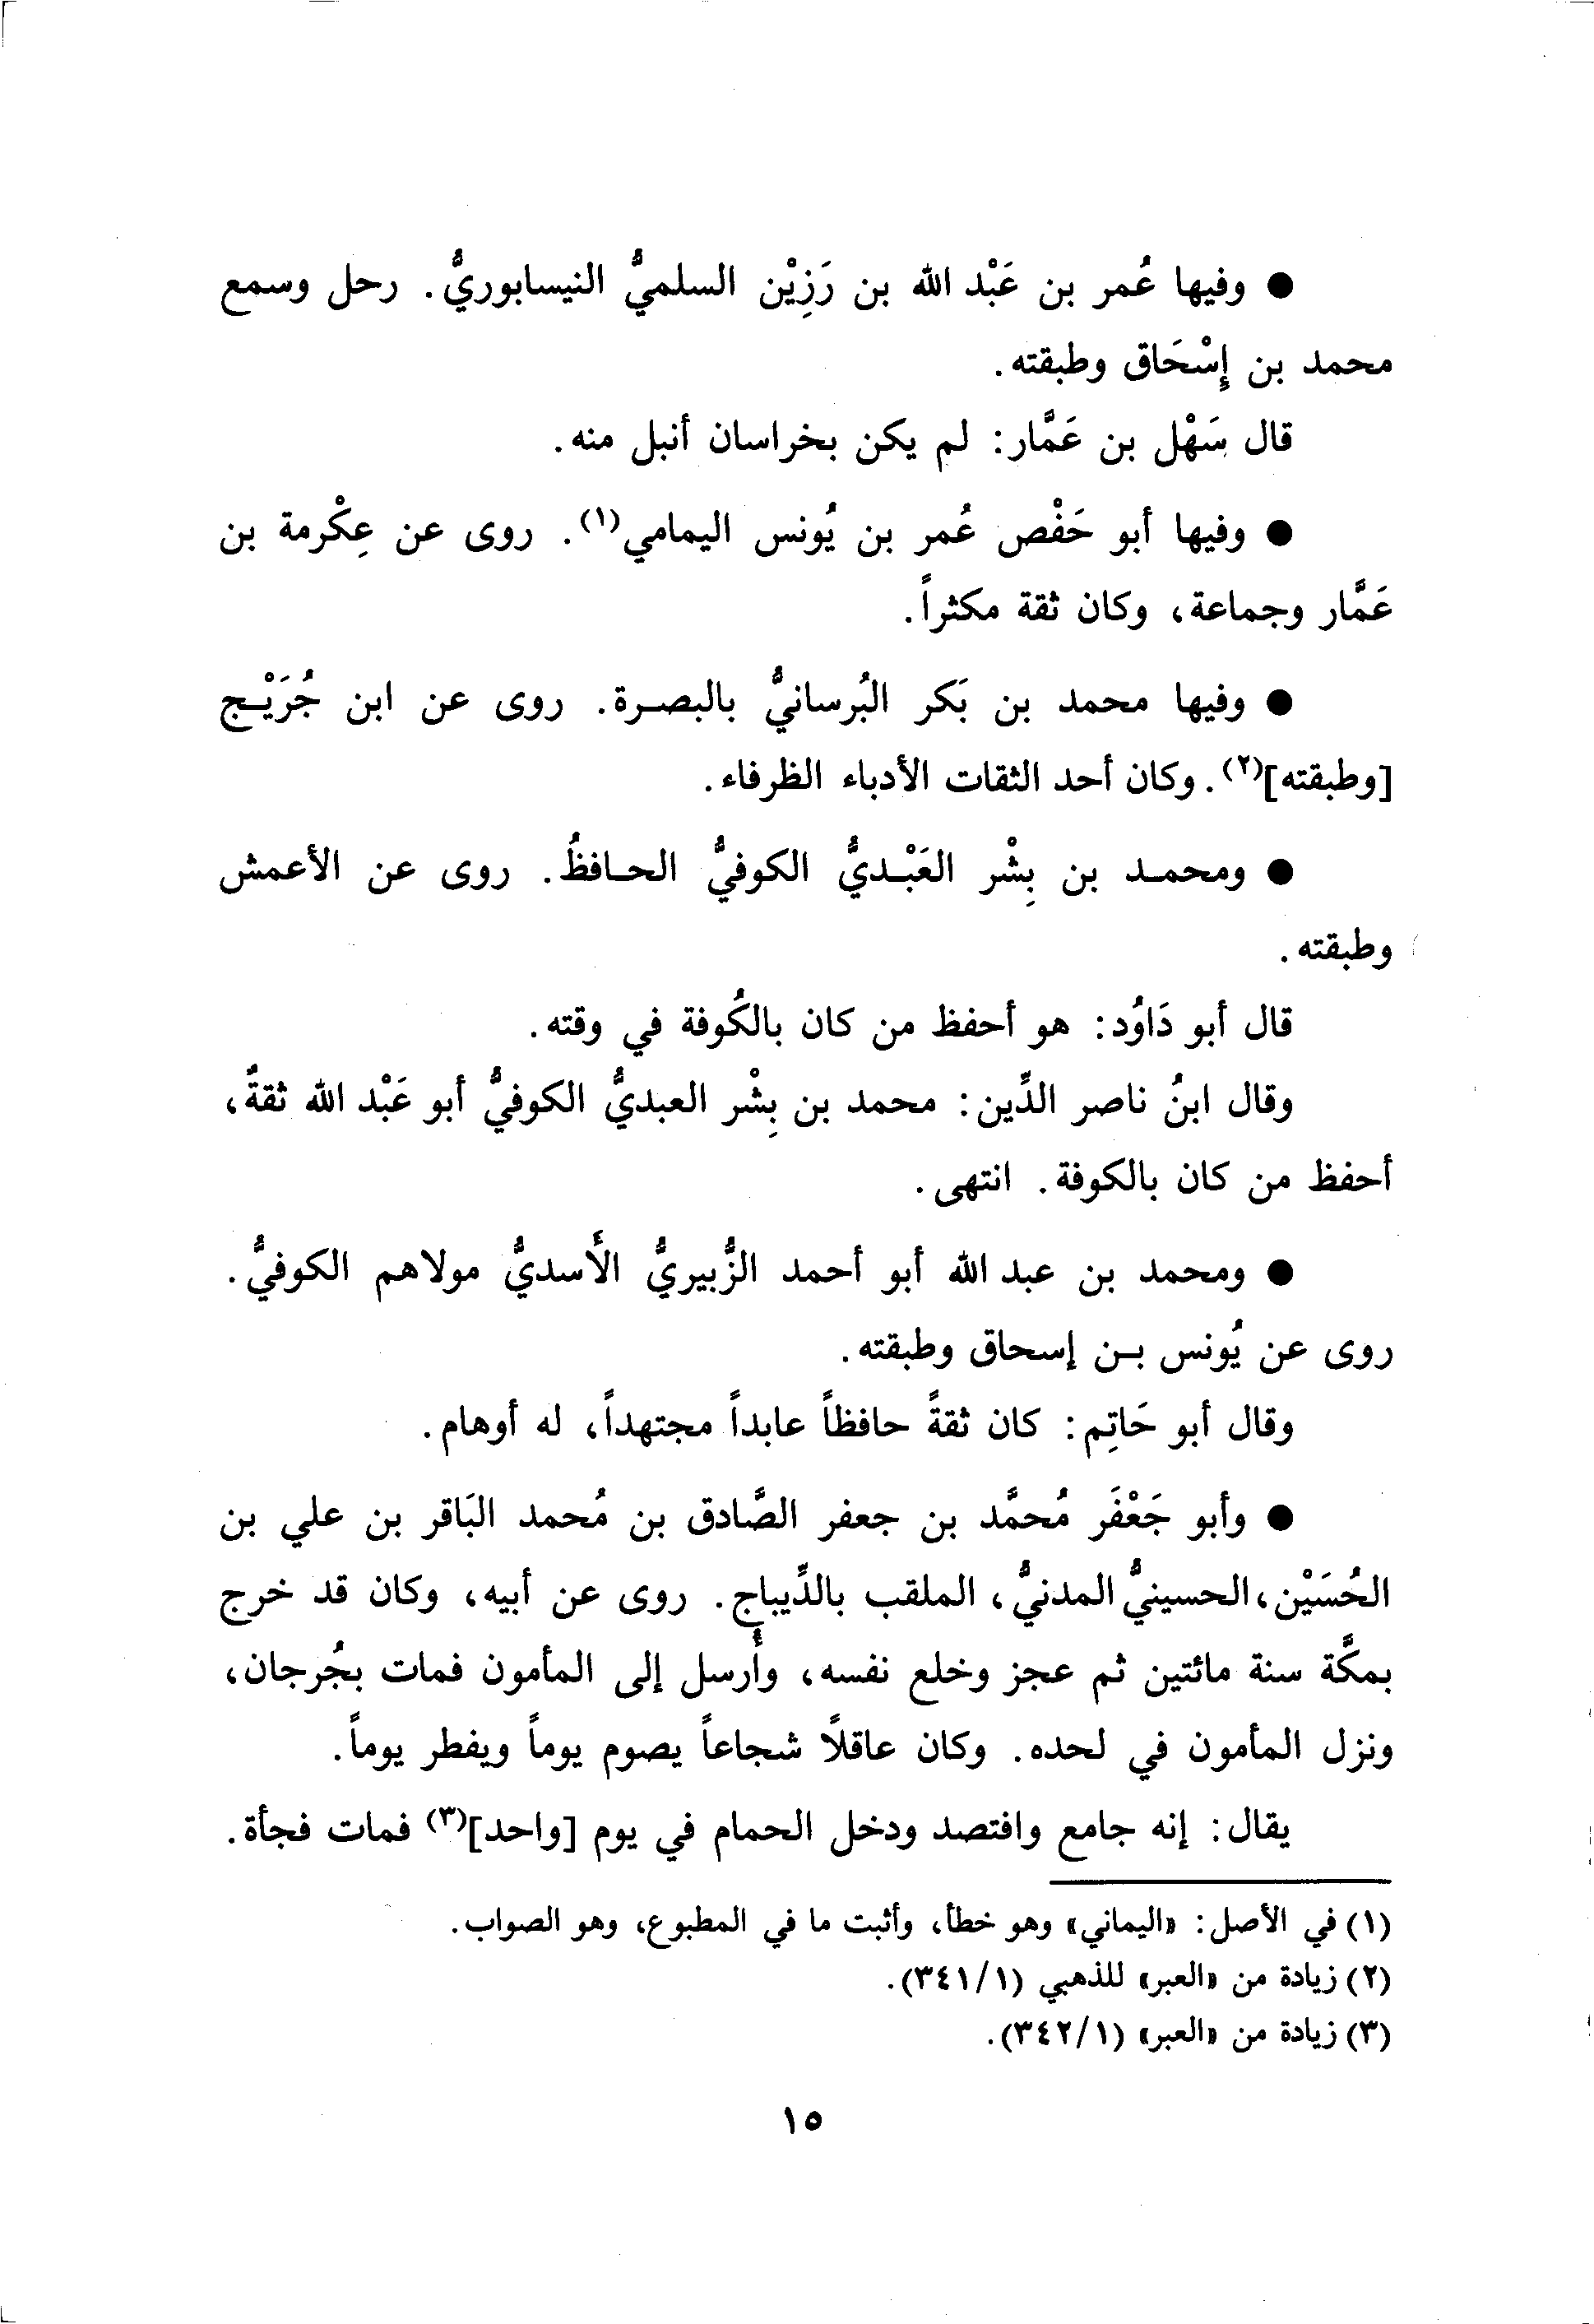 ● وفيها عُمر بن عَبْد الله بن رَزِيْن السلميُّ النيسابوريُّ. رحل وسمع
محمد بن إِسْحَاق وطبقته.
قال سَهْل بن عَمَّار: لم يكن بخراسان أنبل منه.
● وفيها أبو حَفْص عُمر بن يُونس اليمامي(١). روى عن عِكْرمة بن
عَمَّار وجماعة، وكان ثقة مكثراً.
● وفيها محمد بن بَكر البُرسانيُّ بالبصرة. روى عن ابن جُرَيْج
[وطبقته](٢). وكان أحد الثقات الأدباء الظرفاء.
● ومحمد بن بِشْر العَبْديُّ الكوفيُّ الحافظُ. روى عن الأعمش
وطبقته.
قال أبو دَاوُد: هو أحفظ من كان بالكُوفة في وقته.
وقال ابنُ ناصر الدِّين: محمد بن بِشْر العبديُّ الكوفيُّ أبو عَبْد الله ثقةٌ،
أحفظ من كان بالكوفة. انتهى.
● ومحمد بن عبد الله أبو أحمد الزُّبيريُّ الأَسديُّ مولاهم الكوفيُّ.
روى عن يُونس بن إسحاق وطبقته.
وقال أبو حَاتِم: كان ثقةً حافظاً عابداً مجتهداً، له أوهام.
● وأبو جَعْفَر مُحمَّد بن جعفر الصَّادق بن مُحمد البَاقر بن علي بن
الحُسَيْن، الحسينيُّ المدنيُّ، الملقب بالدِّيباج. روى عن أبيه، وكان قد خرج
بمكَّة سنة مائتين ثم عجز وخلع نفسه، وأُرسل إلى المأمون فمات بجُرجان،
ونزل المأمون في لحده. وكان عاقلاً شجاعاً يصوم يوماً ويفطر يوماً.
يقال: إنه جامع وافتصد ودخل الحمام في يوم [واحد](٣) فمات فجأة.
(١) في الأصل: «اليماني» وهو خطأ، وأثبت ما في المطبوع، وهو الصواب.
(٢) زيادة من «العبر» للذهبي (٣٤١/١).
(٣) زيادة من «العبر» (٣٤٢/١).
١٥